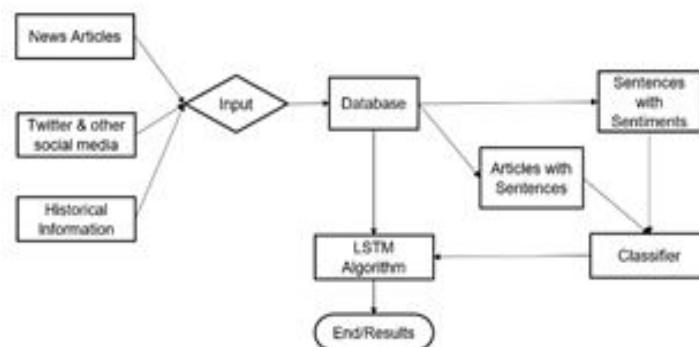 News Articles
Twitter & other
social media
Historical
Information
Input
Database
Sentences
with
Sentiments
Articles with
Sentences
LSTM
Algorithm
Classifier
End/Results